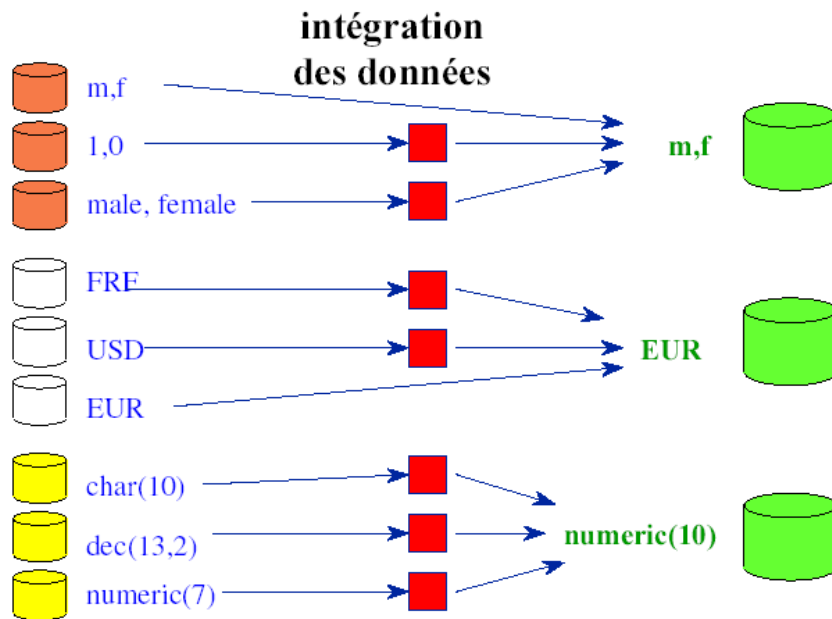 intégration
des données
m,f
1,0
m,f
male, female
FRF
USD
EUR
EUR
char(10)
dec(13,2)
numeric(10)
numeric(7)